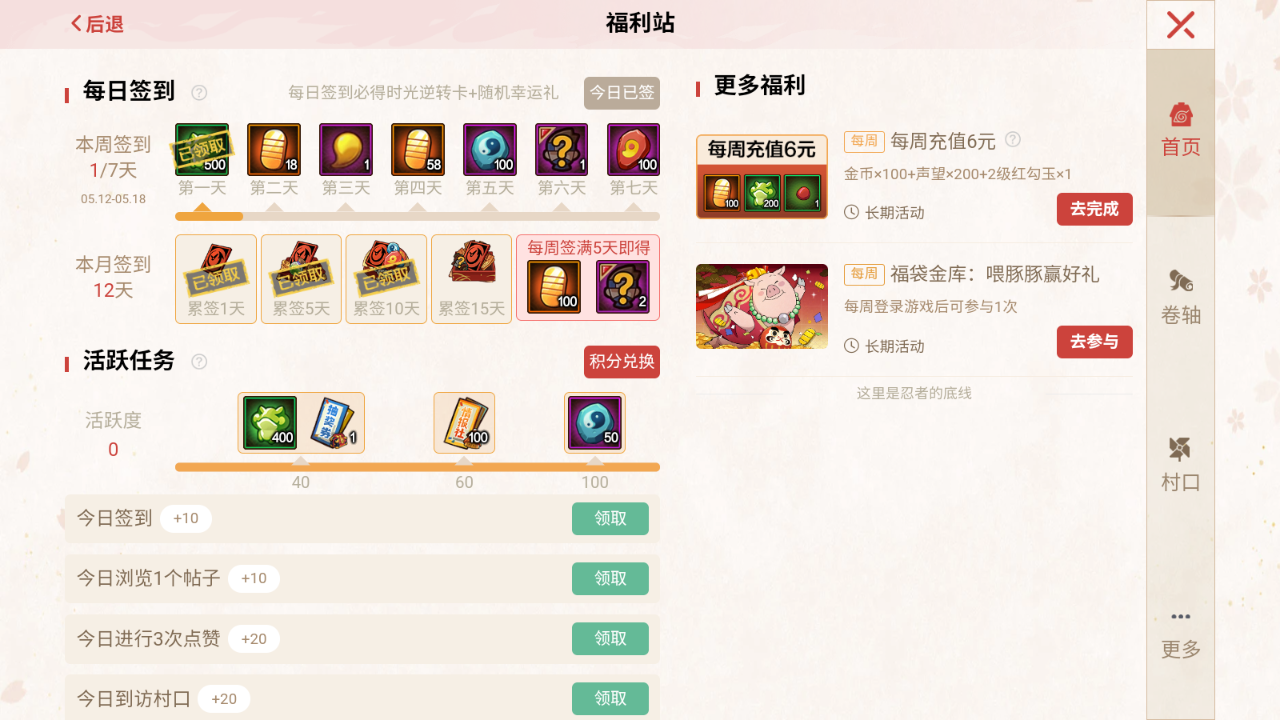 后退
福利站
每日签到
每日签到必得时光逆转卡+随机幸运礼
今日已签
本周签到
1/7天
05.12-05.18
已领取
500
18
1
58
100
1
100
第一天
第二天
第三天
第四天
第五天
第六天
第七天
本月签到
12天
已领取
累签1天
已领取
累签5天
已领取
累签10天
累签15天
每周签满5天即得
100
2
活跃任务
积分兑换
活跃度
0
400
抽奖券
1
情报社
100
50
40
60
100
今日签到 +10 领取
今日浏览1个帖子 +10 领取
今日进行3次点赞 +20 领取
今日到访村口 +20 领取
更多福利
每周充值6元
100
200
1
每周 每周充值6元
金币×100+声望×200+2级红勾玉×1
长期活动
去完成
每周 福袋金库：喂豚豚赢好礼
每周登录游戏后可参与1次
长期活动
去参与
这里是忍者的底线
首页
卷轴
村口
更多